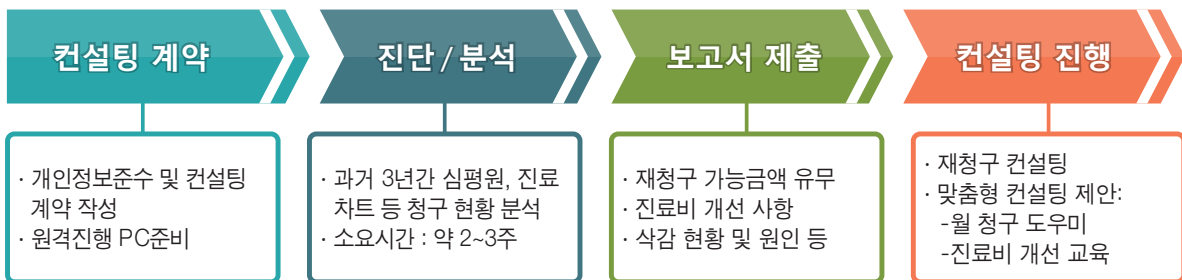 컨설팅 계약
· 개인정보준수 및 컨설팅
계약 작성
· 원격진행 PC준비
진단 / 분석
· 과거 3년간 심평원, 진료
차트 등 청구 현황 분석
· 소요시간 : 약 2~3주
보고서 제출
· 재청구 가능금액 유무
· 진료비 개선 사항
· 삭감 현황 및 원인 등
컨설팅 진행
· 재청구 컨설팅
· 맞춤형 컨설팅 제안:
-월 청구 도우미
-진료비 개선 교육